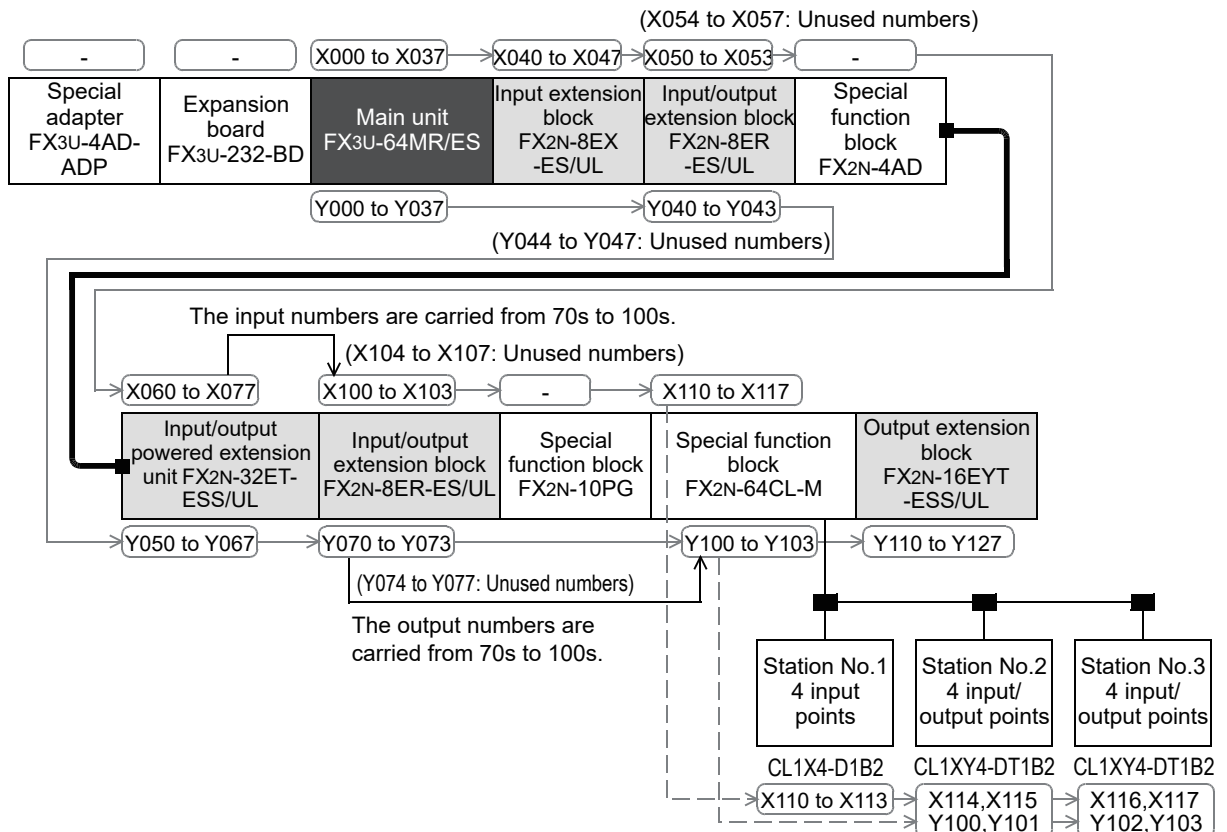 (X054 to X057: Unused numbers)
-
-
X000 to X037
X040 to X047
X050 to X053
-
Special
adapter
FX3U-4AD-
ADP
Expansion
board
FX3U-232-BD
Main unit
FX3U-64MR/ES
Input extension
block
FX2N-8EX
-ES/UL
Input/output
extension block
FX2N-8ER
-ES/UL
Special
function
block
FX2N-4AD
Y000 to Y037
Y040 to Y043
(Y044 to Y047: Unused numbers)
The input numbers are carried from 70s to 100s.
(X104 to X107: Unused numbers)
X060 to X077
X100 to X103
-
X110 to X117
Input/output
powered extension
unit FX2N-32ET-
ESS/UL
Input/output
extension block
FX2N-8ER-ES/UL
Special
function block
FX2N-10PG
Special function
block
FX2N-64CL-M
Output extension
block
FX2N-16EYT
-ESS/UL
Y050 to Y067
Y070 to Y073
Y100 to Y103
Y110 to Y127
(Y074 to Y077: Unused numbers)
The output numbers are
carried from 70s to 100s.
Station No.1
4 input
points
Station No.2
4 input/
output points
Station No.3
4 input/
output points
CL1X4-D1B2
CL1XY4-DT1B2
CL1XY4-DT1B2
X110 to X113
X114,X115
Y100,Y101
X116,X117
Y102,Y103